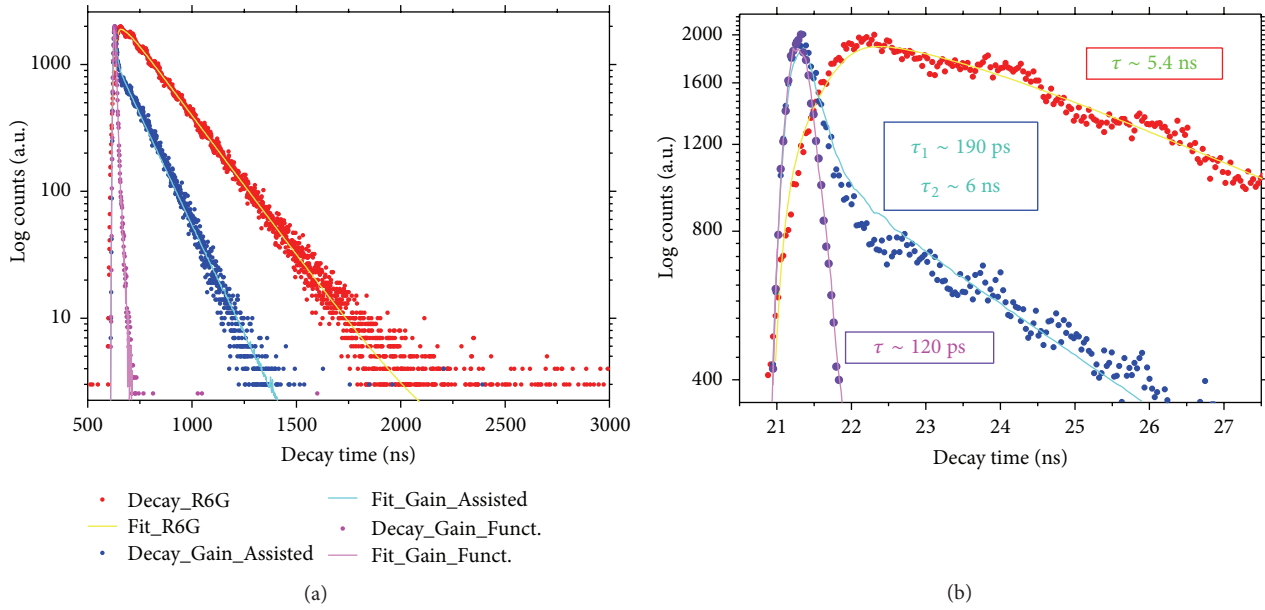 1000
100
10
Log counts (a.u.)
500
1000
1500
2000
2500
3000
Decay time (ns)
Decay_R6G
Fit_R6G
Decay_Gain_Assisted
Fit_Gain_Assisted
Decay_Gain_Funct.
Fit_Gain_Funct.
(a)
2000
1600
1200
800
400
Log counts (a.u.)
τ ~ 5.4 ns
τ1 ~ 190 ps
τ2 ~ 6 ns
τ ~ 120 ps
21
22
23
24
25
26
27
Decay time (ns)
(b)